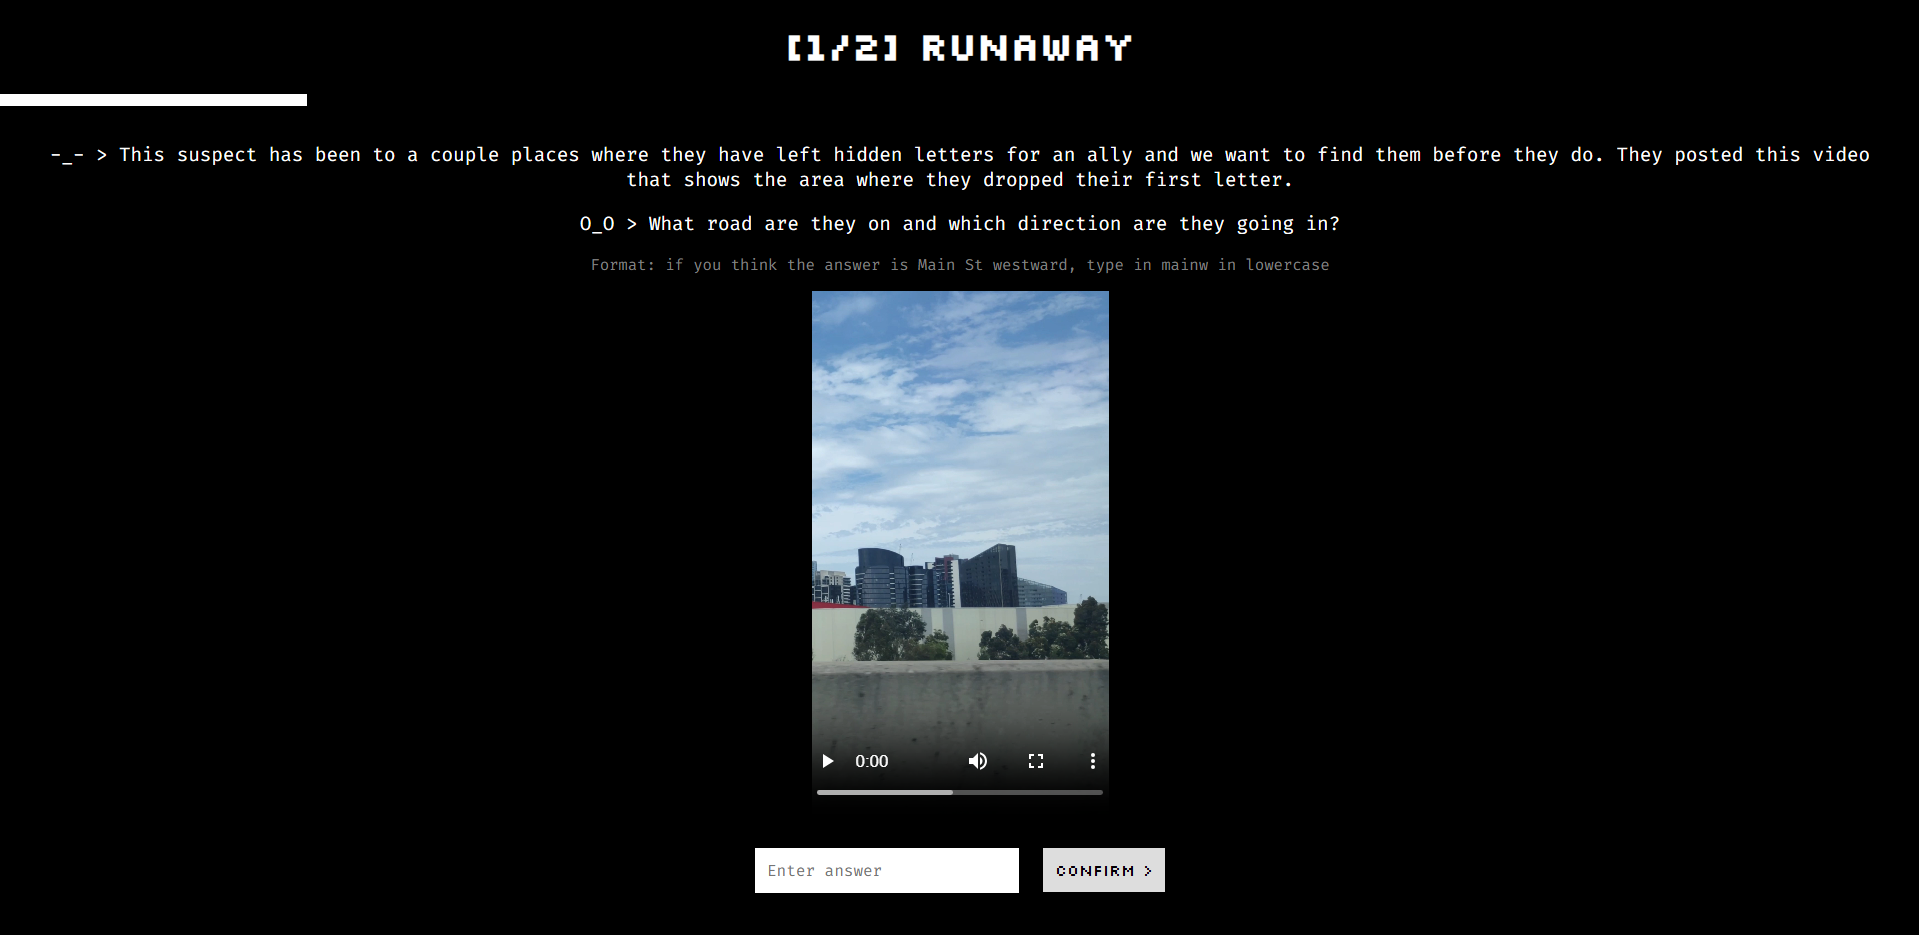 [1/2] RUNAWAY
-_- > This suspect has been to a couple places where they have left hidden letters for an ally and we want to find them before they do. They posted this video
that shows the area where they dropped their first letter.
O_O > What road are they on and which direction are they going in?
Format: if you think the answer is Main St westward, type in mainw in lowercase
0:00
Enter answer
CONFIRM >